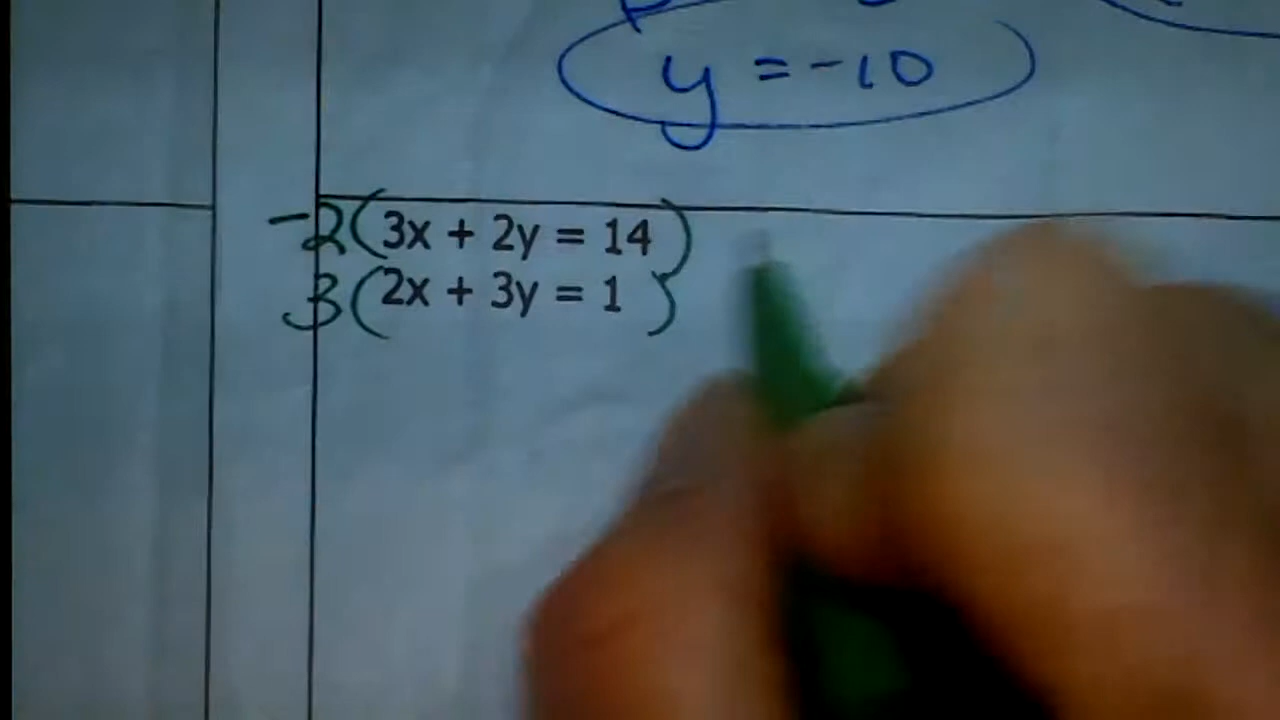 y = -10
-2(3x + 2y = 14)
3(2x + 3y = 1)